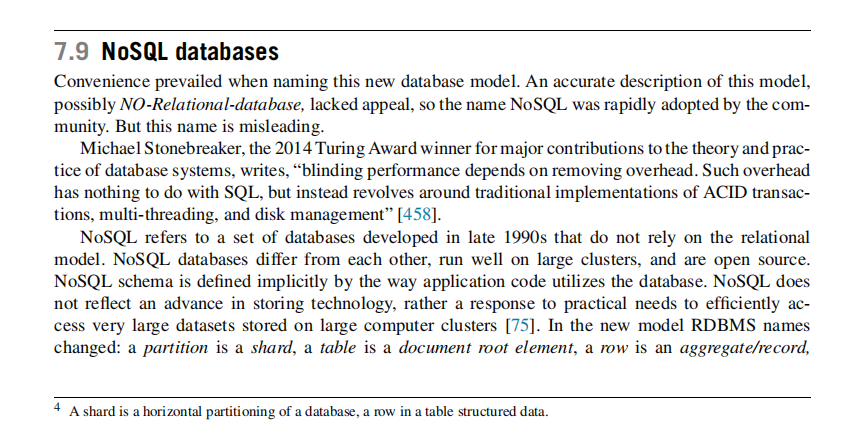 7.9 NoSQL databases
Convenience prevailed when naming this new database model. An accurate description of this model,
possibly NO-Relational-database, lacked appeal, so the name NoSQL was rapidly adopted by the com-
munity. But this name is misleading.
Michael Stonebreaker, the 2014 Turing Award winner for major contributions to the theory and prac-
tice of database systems, writes, “blinding performance depends on removing overhead. Such overhead
has nothing to do with SQL, but instead revolves around traditional implementations of ACID transac-
tions, multi-threading, and disk management” [458].
NoSQL refers to a set of databases developed in late 1990s that do not rely on the relational
model. NoSQL databases differ from each other, run well on large clusters, and are open source.
NoSQL schema is defined implicitly by the way application code utilizes the database. NoSQL does
not reflect an advance in storing technology, rather a response to practical needs to efficiently ac-
cess very large datasets stored on large computer clusters [75]. In the new model RDBMS names
changed: a partition is a shard, a table is a document root element, a row is an aggregate/record,
4 A shard is a horizontal partitioning of a database, a row in a table structured data.